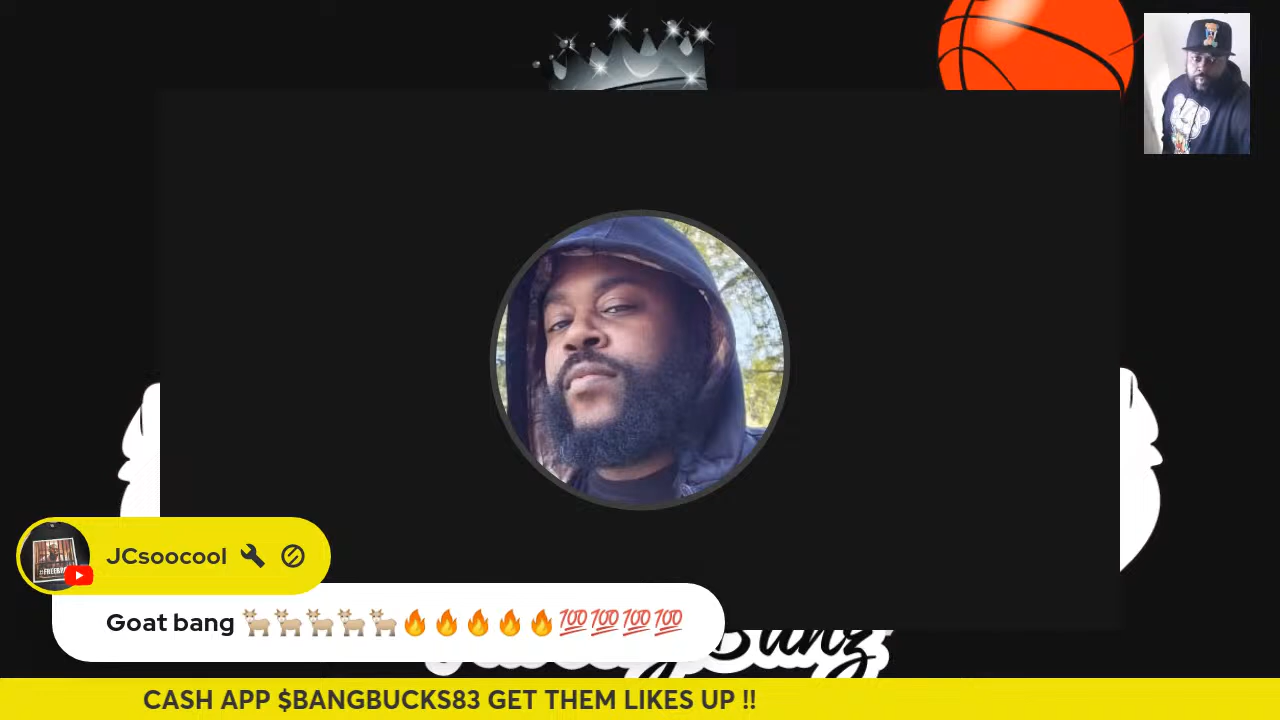 JCsoocool
Goat bang 🐐🐐🐐🐐🐐🔥🔥🔥🔥🔥💯💯💯💯
CASH APP $BANGBUCKS83 GET THEM LIKES UP !!